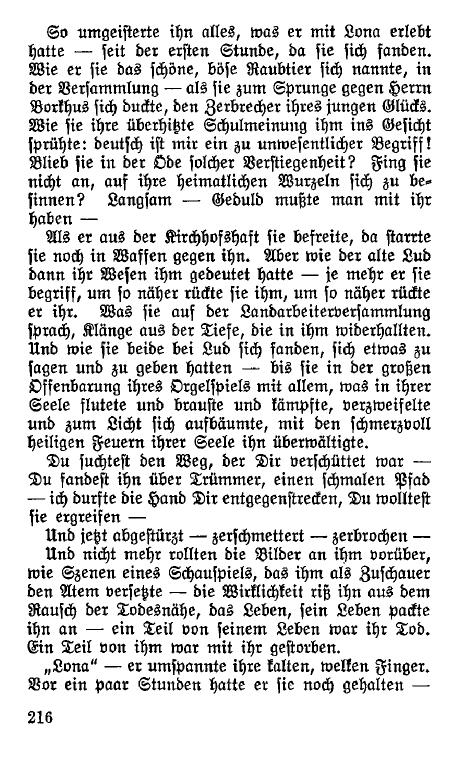 So umgeisterte ihn alles, was er mit Lona erlebt
hatte — seit der ersten Stunde, da sie sich fanden.
Wie er sie das schöne, böse Raubtier sich nannte, in
der Versammlung — als sie zum Sprunge gegen Herrn
Borkhus sich duckte, den Zerbrecher ihres jungen Glücks.
Wie sie ihre überhitzte Schulmeinung ihm ins Gesicht
sprühte: deutsch ist mir ein zu unwesentlicher Begriff!
Blieb sie in der Öde solcher Verstiegenheit? Fing sie
nicht an, auf ihre heimatlichen Wurzeln sich zu be-
sinnen? Langsam — Geduld mußte man mit ihr
haben —
Als er aus der Kirchhofshaft sie befreite, da starrte
sie noch in Waffen gegen ihn. Aber wie der alte Lud
dann ihr Wesen ihm gedeutet hatte — je mehr er sie
begriff, um so näher rückte sie ihm, um so näher rückte
er ihr. Was sie auf der Landarbeiterversammlung
sprach, Klänge aus der Tiefe, die in ihm widerhallten.
Und wie sie beide bei Lud sich fanden, sich etwas zu
sagen und zu geben hatten — bis sie in der großen
Offenbarung ihres Orgelspiels mit allem, was in ihrer
Seele flutete und brauste und kämpfte, verzweifelte
und zum Licht sich aufbäumte, mit den schmerzvoll
heiligen Feuern ihrer Seele ihn überwältigte.
Du suchtest den Weg, der Dir verschüttet war —
Du fandest ihn über Trümmer, einen schmalen Pfad
— ich durfte die Hand Dir entgegenstrecken, Du wolltest
sie ergreifen —
Und jetzt abgestürzt — zerschmettert — zerbrochen —
Und nicht mehr rollten die Bilder an ihm vorüber,
wie Szenen eines Schauspiels, das ihm als Zuschauer
den Atem versetzte — die Wirklichkeit riß ihn aus dem
Rausch der Todesnähe, das Leben, sein Leben packte
ihn an — ein Teil von seinem Leben war ihr Tod.
Ein Teil von ihm war mit ihr gestorben.
„Lona“ — er umspannte ihre kalten, welken Finger.
Vor ein paar Stunden hatte er sie noch gehalten —
216